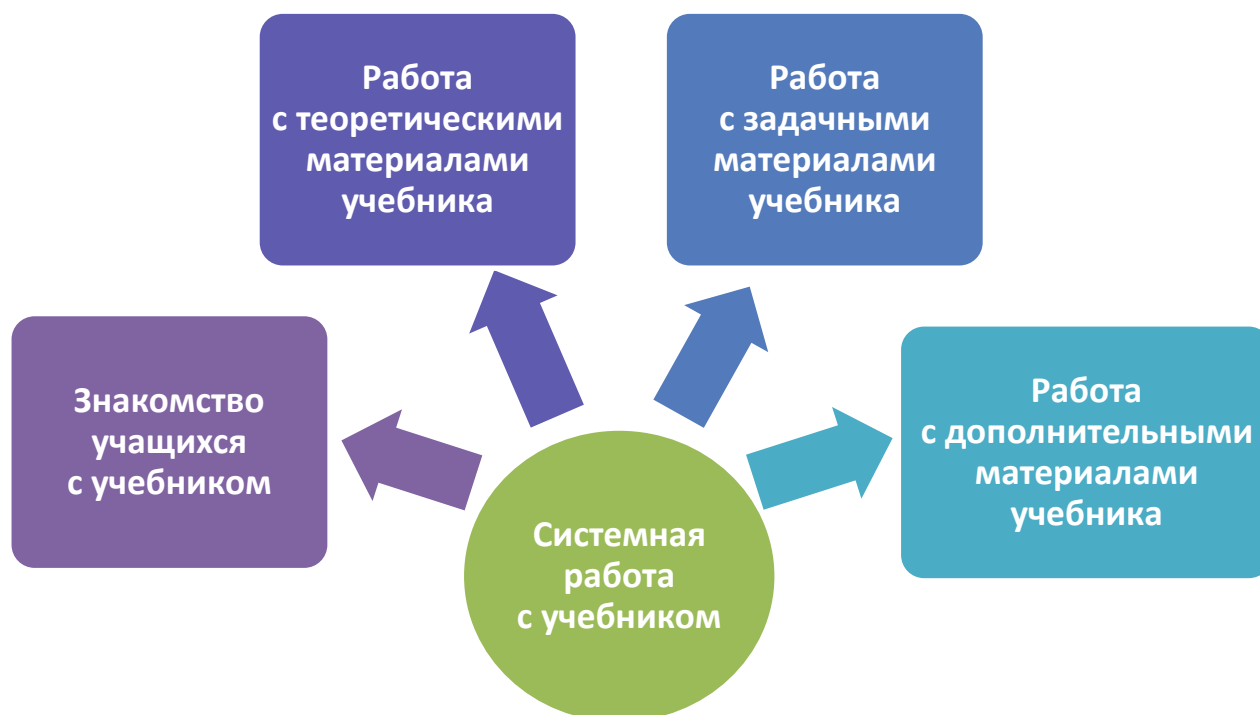 Работа
с теоретическими
материалами
учебника
Работа
с задачными
материалами
учебника
Знакомство
учащихся
с учебником
Работа
с дополнительными
материалами
учебника
Системная
работа
с учебником